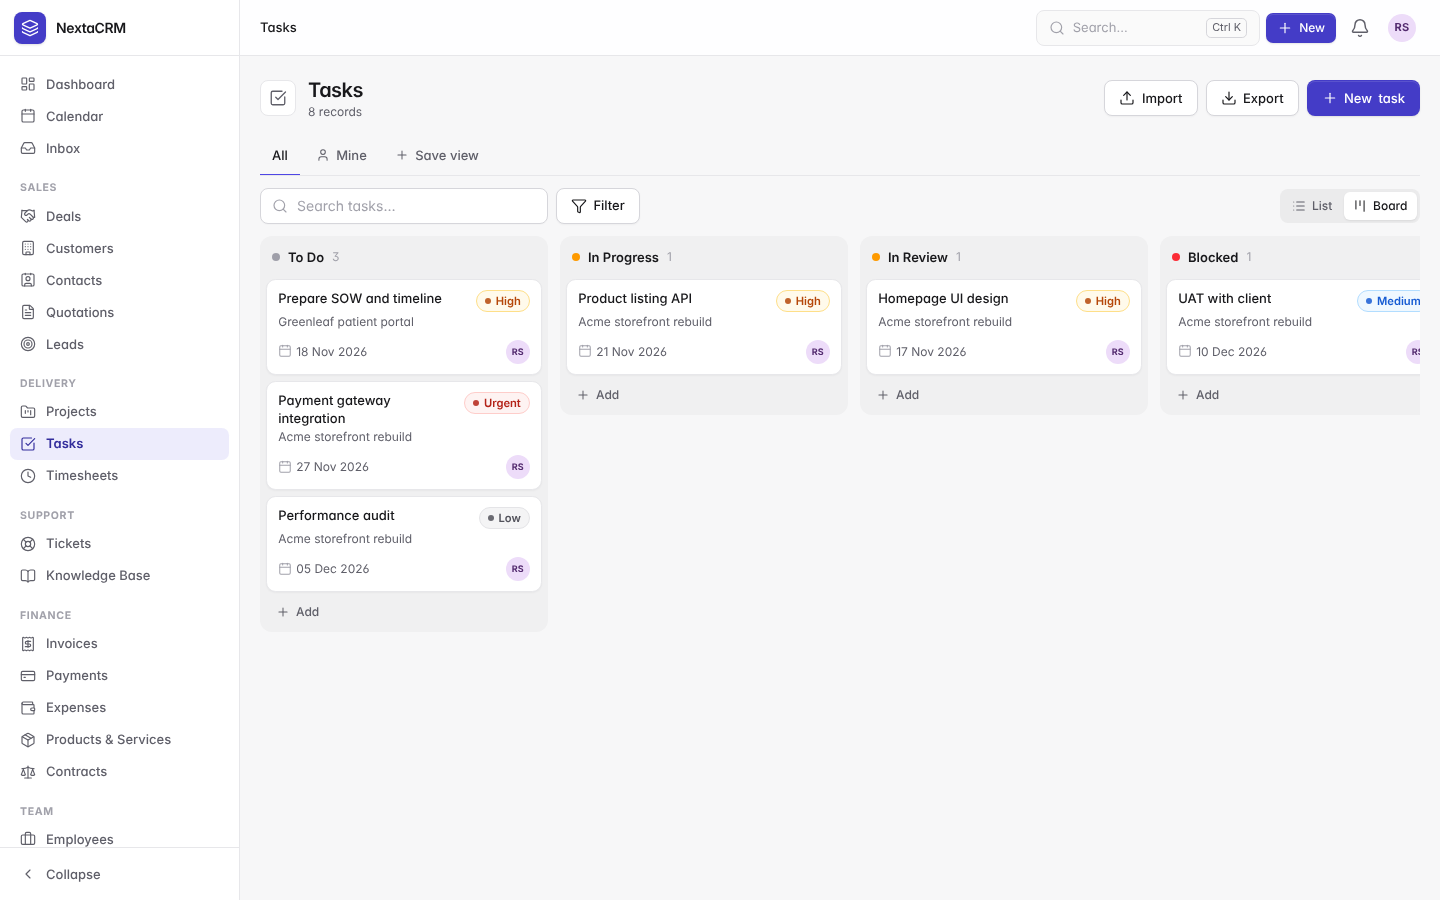 NextaCRM
Tasks
Search...
Ctrl K
New
RS
Dashboard
Calendar
Inbox
SALES
Deals
Customers
Contacts
Quotations
Leads
DELIVERY
Projects
Tasks
Timesheets
SUPPORT
Tickets
Knowledge Base
FINANCE
Invoices
Payments
Expenses
Products & Services
Contracts
TEAM
Employees
Collapse
Tasks
8 records
Import
Export
New task
All
Mine
Save view
Search tasks...
Filter
List
Board
To Do 3
Prepare SOW and timeline
High
Greenleaf patient portal
18 Nov 2026
RS
Payment gateway
integration
Urgent
Acme storefront rebuild
27 Nov 2026
RS
Performance audit
Low
Acme storefront rebuild
05 Dec 2026
RS
Add
In Progress 1
Product listing API
High
Acme storefront rebuild
21 Nov 2026
RS
Add
In Review 1
Homepage UI design
High
Acme storefront rebuild
17 Nov 2026
RS
Add
Blocked 1
UAT with client
Medium
Acme storefront rebuild
10 Dec 2026
RS
Add